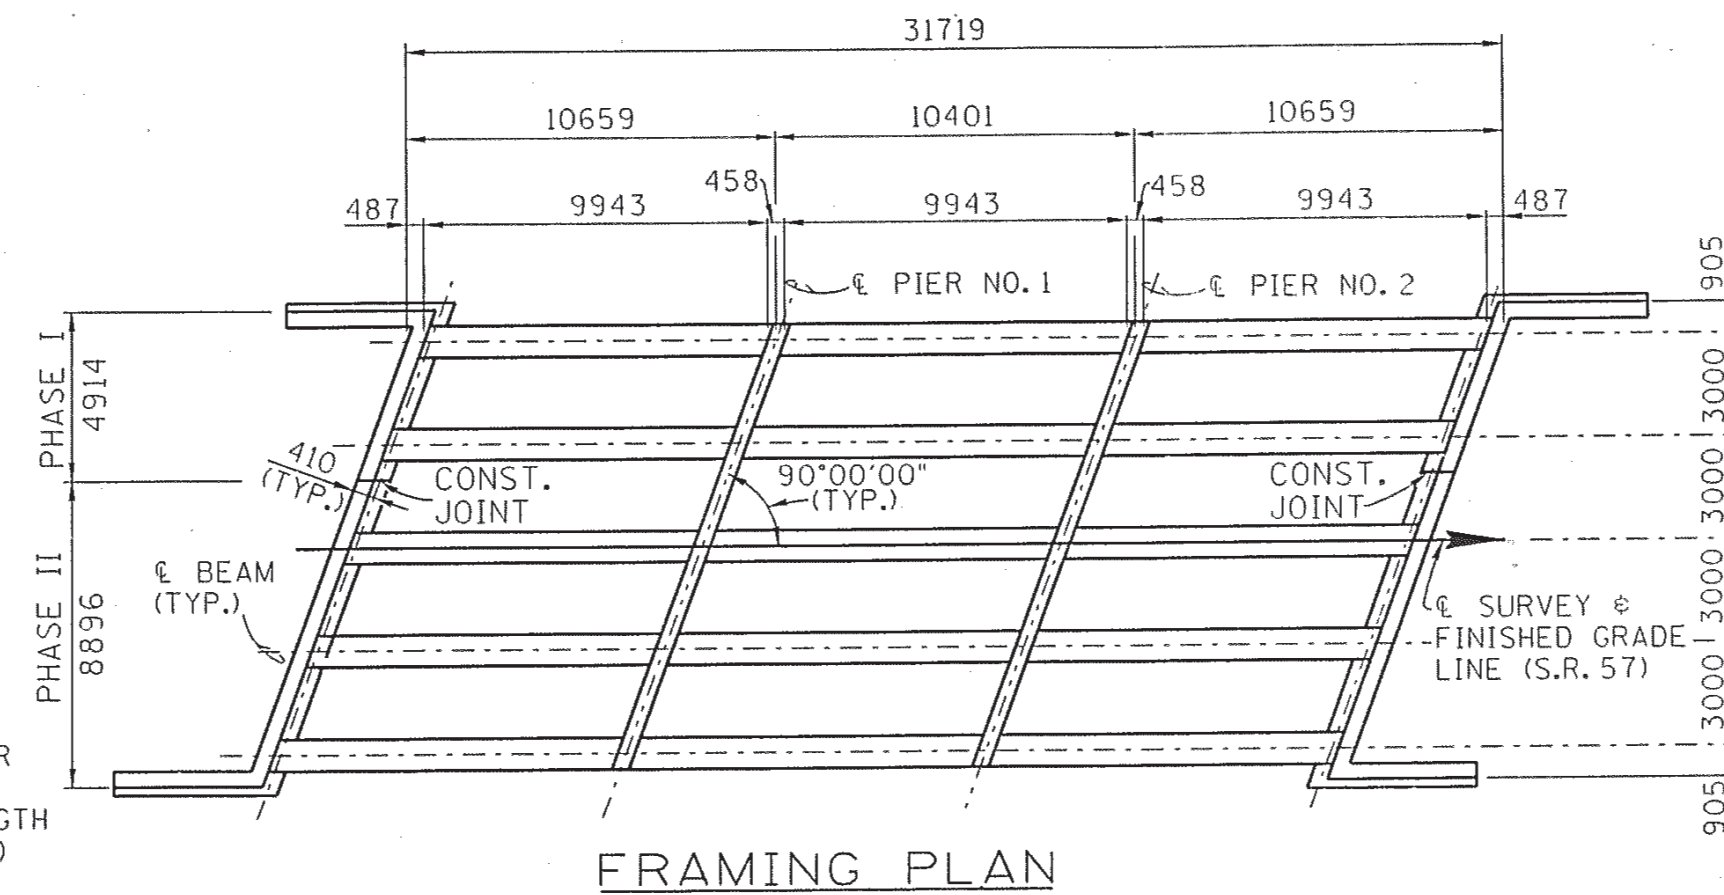 31719
10659 10401 10659
487 9943 458 9943 458 9943 487
℄ PIER NO. 1
℄ PIER NO. 2
905
PHASE I
4914
410
(TYP.)
CONST.
JOINT
90°00'00"
(TYP.)
CONST.
JOINT
3000
3000
3000
3000
PHASE II
8896
℄ BEAM
(TYP.)
℄ SURVEY &
FINISHED GRADE
LINE (S.R. 57)
905
R
GTH
)
FRAMING PLAN